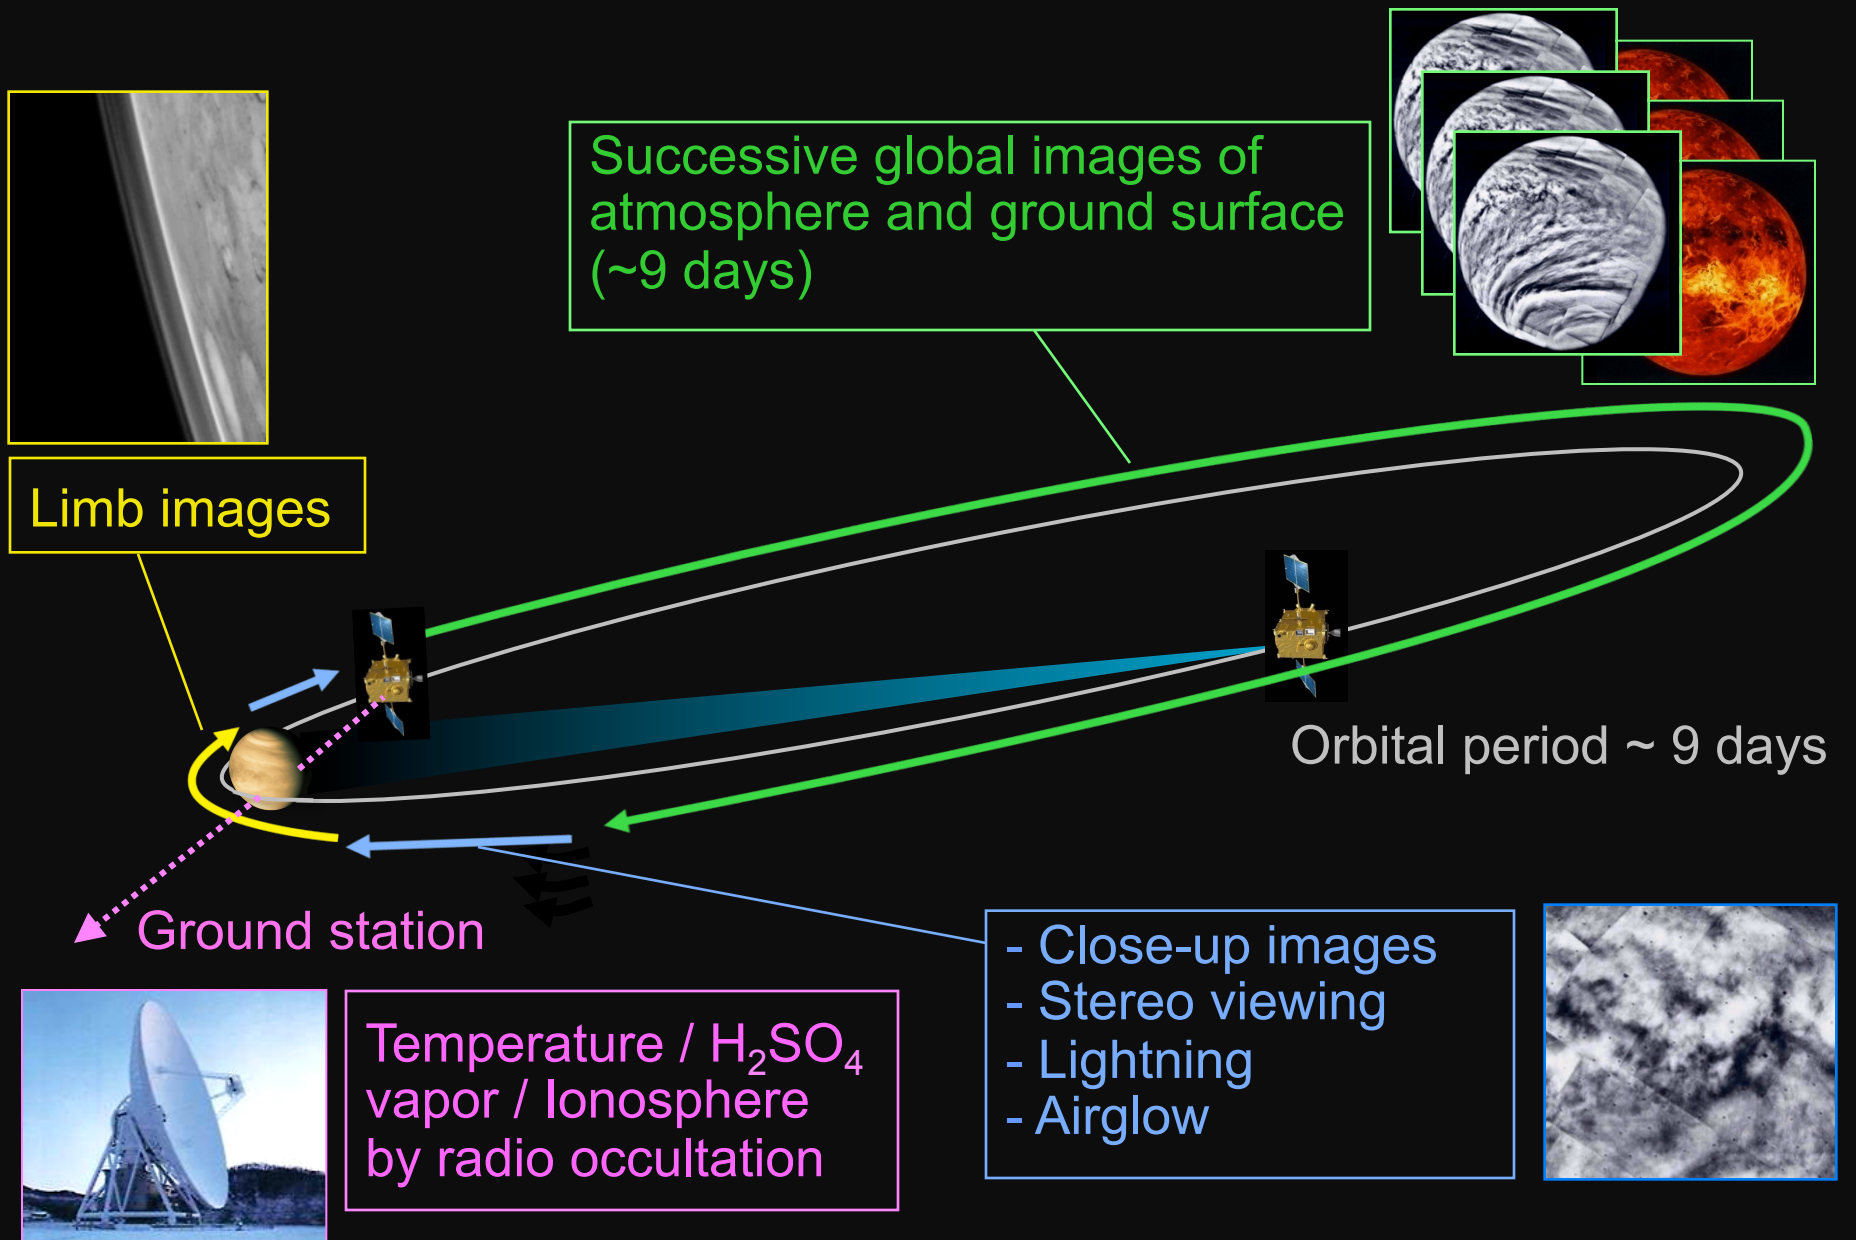 Successive global images of
atmosphere and ground surface
(~9 days)
Limb images
Orbital period ~ 9 days
Ground station
Temperature / H₂SO₄
vapor / Ionosphere
by radio occultation
- Close-up images
- Stereo viewing
- Lightning
- Airglow